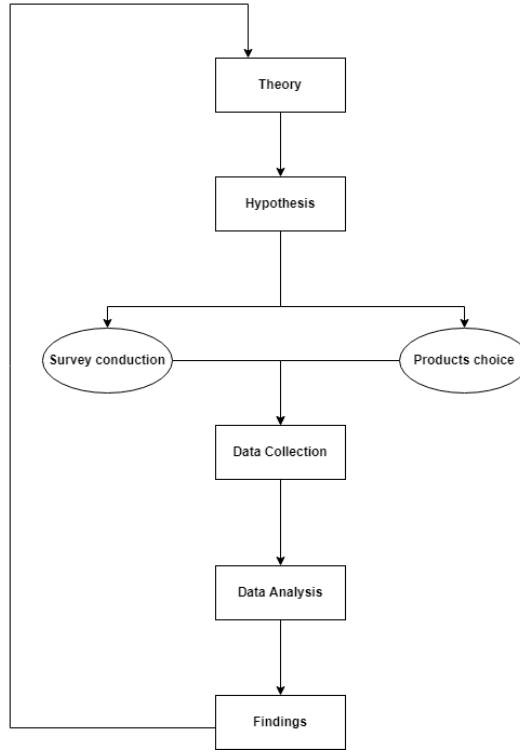 Theory
Hypothesis
Survey conduction
Products choice
Data Collection
Data Analysis
Findings